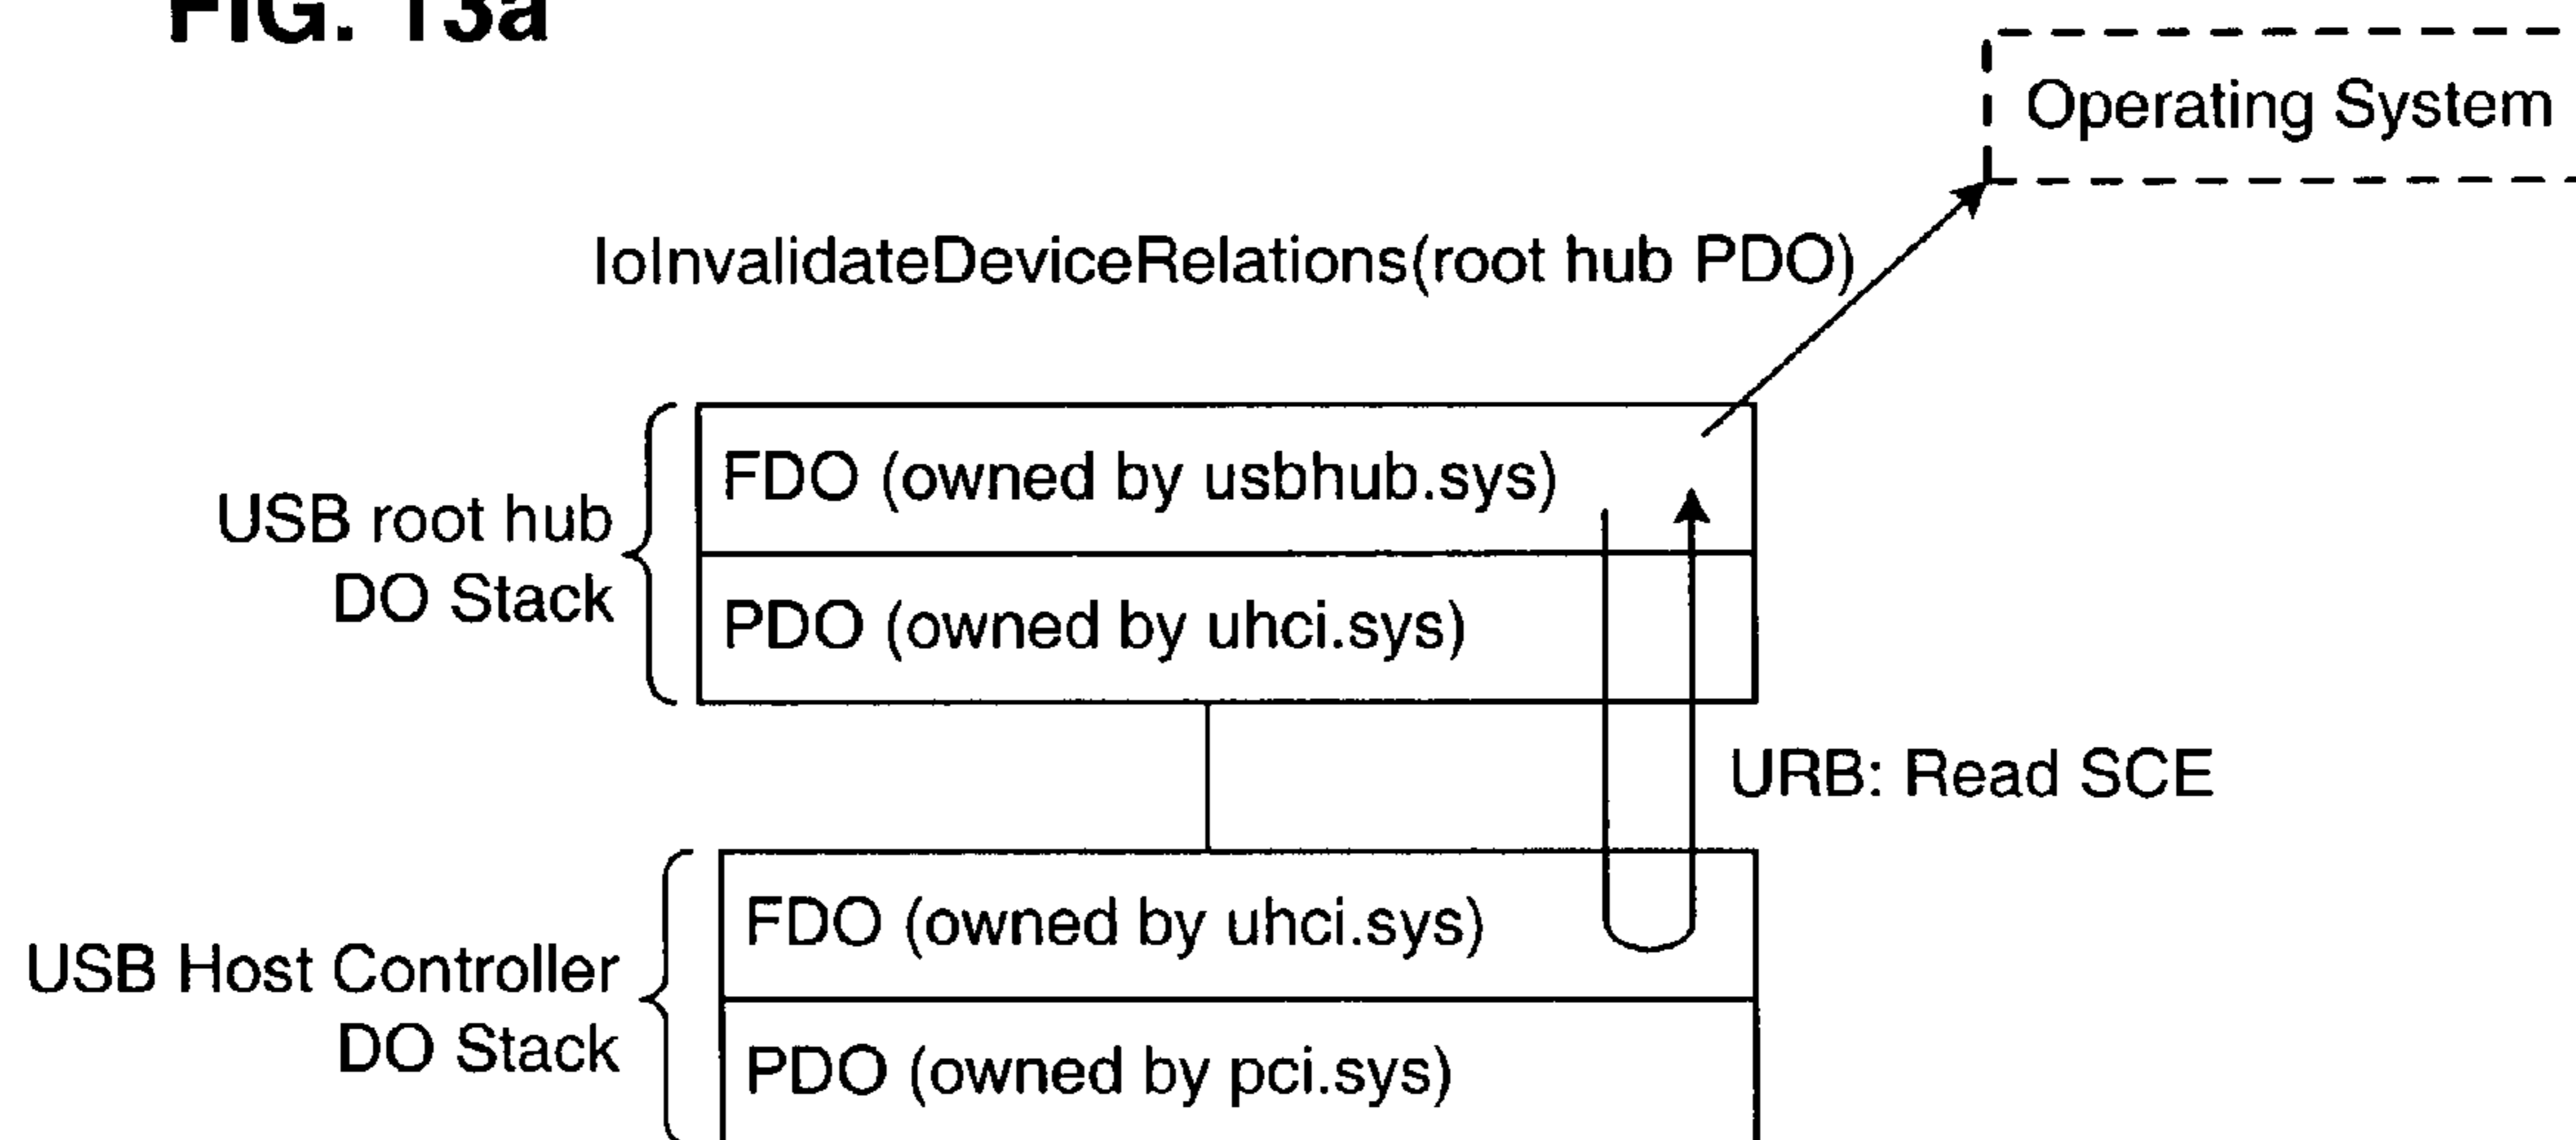 FIG. 13a
Operating System
IoInvalidateDeviceRelations(root hub PDO)
USB root hub
DO Stack
FDO (owned by usbhub.sys)
PDO (owned by uhci.sys)
URB: Read SCE
USB Host Controller
DO Stack
FDO (owned by uhci.sys)
PDO (owned by pci.sys)